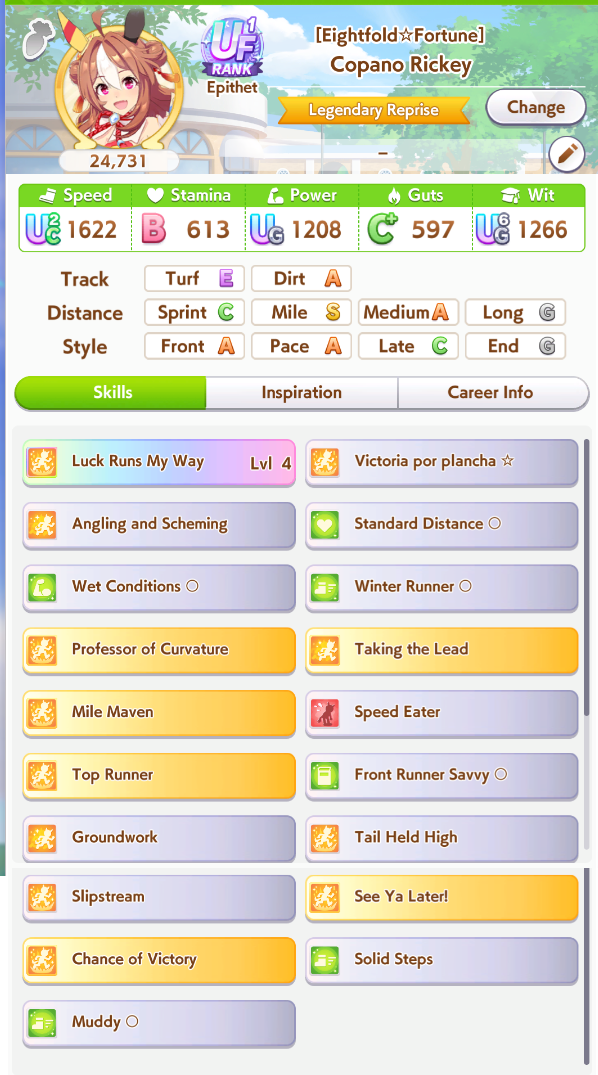 [Eightfold☆Fortune]
Copano Rickey
UF1
RANK
Epithet
Legendary Reprise
Change
24,731
–
Speed Stamina Power Guts Wit
UC2 1622 B 613 UG 1208 C+ 597 UG6 1266
Track Turf E Dirt A
Distance Sprint C Mile S Medium A Long G
Style Front A Pace A Late C End G
Skills Inspiration Career Info
Luck Runs My Way Lvl 4 Victoria por plancha ☆
Angling and Scheming Standard Distance ○
Wet Conditions ○ Winter Runner ○
Professor of Curvature Taking the Lead
Mile Maven Speed Eater
Top Runner Front Runner Savvy ○
Groundwork Tail Held High
Slipstream See Ya Later!
Chance of Victory Solid Steps
Muddy ○